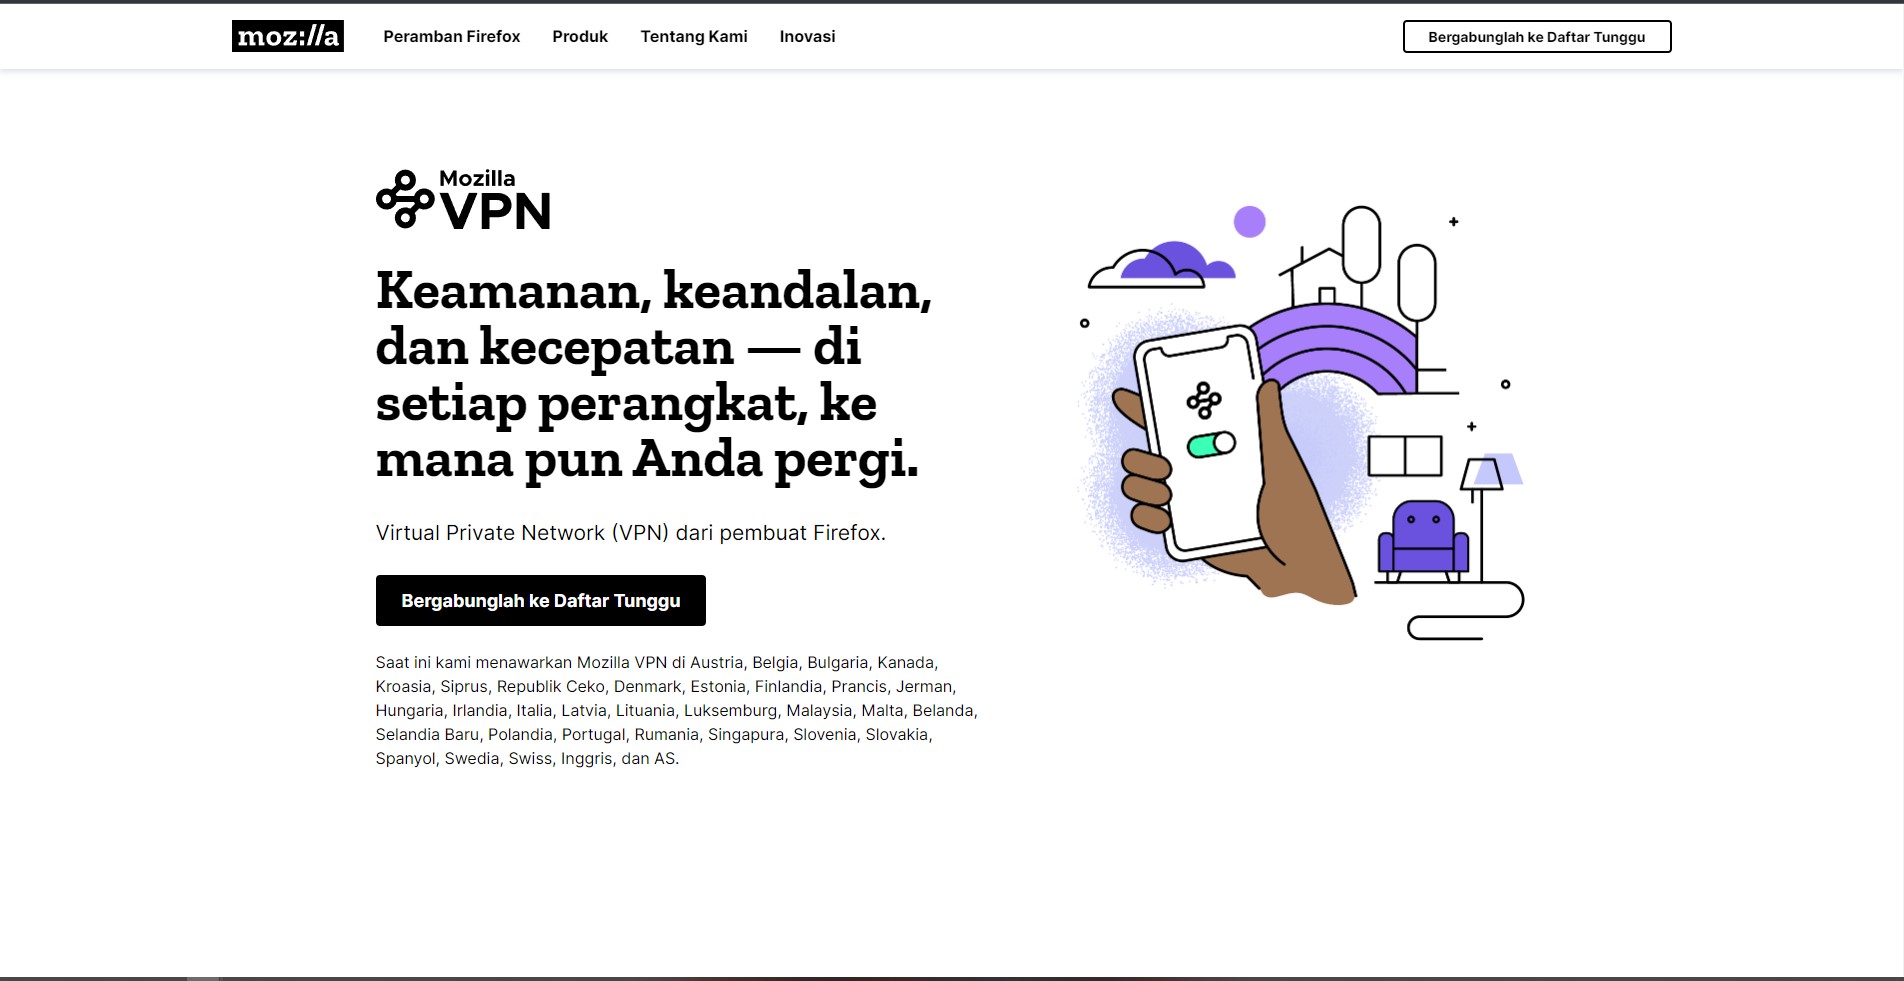 moz://a
Peramban Firefox
Produk
Tentang Kami
Inovasi
Bergabunglah ke Daftar Tunggu
Mozilla
VPN
Keamanan, keandalan,
dan kecepatan — di
setiap perangkat, ke
mana pun Anda pergi.
Virtual Private Network (VPN) dari pembuat Firefox.
Bergabunglah ke Daftar Tunggu
Saat ini kami menawarkan Mozilla VPN di Austria, Belgia, Bulgaria, Kanada,
Kroasia, Siprus, Republik Ceko, Denmark, Estonia, Finlandia, Prancis, Jerman,
Hungaria, Irlandia, Italia, Latvia, Lituania, Luksemburg, Malaysia, Malta, Belanda,
Selandia Baru, Polandia, Portugal, Rumania, Singapura, Slovenia, Slovakia,
Spanyol, Swedia, Swiss, Inggris, dan AS.